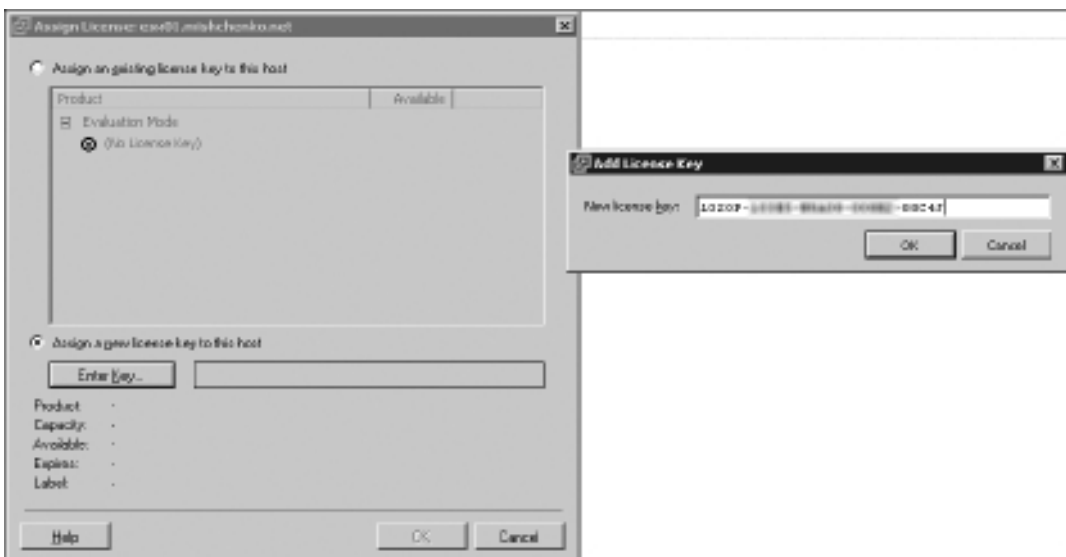 Assign License: esx01.mishchenko.net
Assign an existing license key to this host
Product Available
Evaluation Mode
(No License Key)
Add License Key
New license key:
OK Cancel
Assign a new license key to this host
Enter Key...
Product: -
Capacity: -
Available: -
Expires: -
Label: -
Help OK Cancel